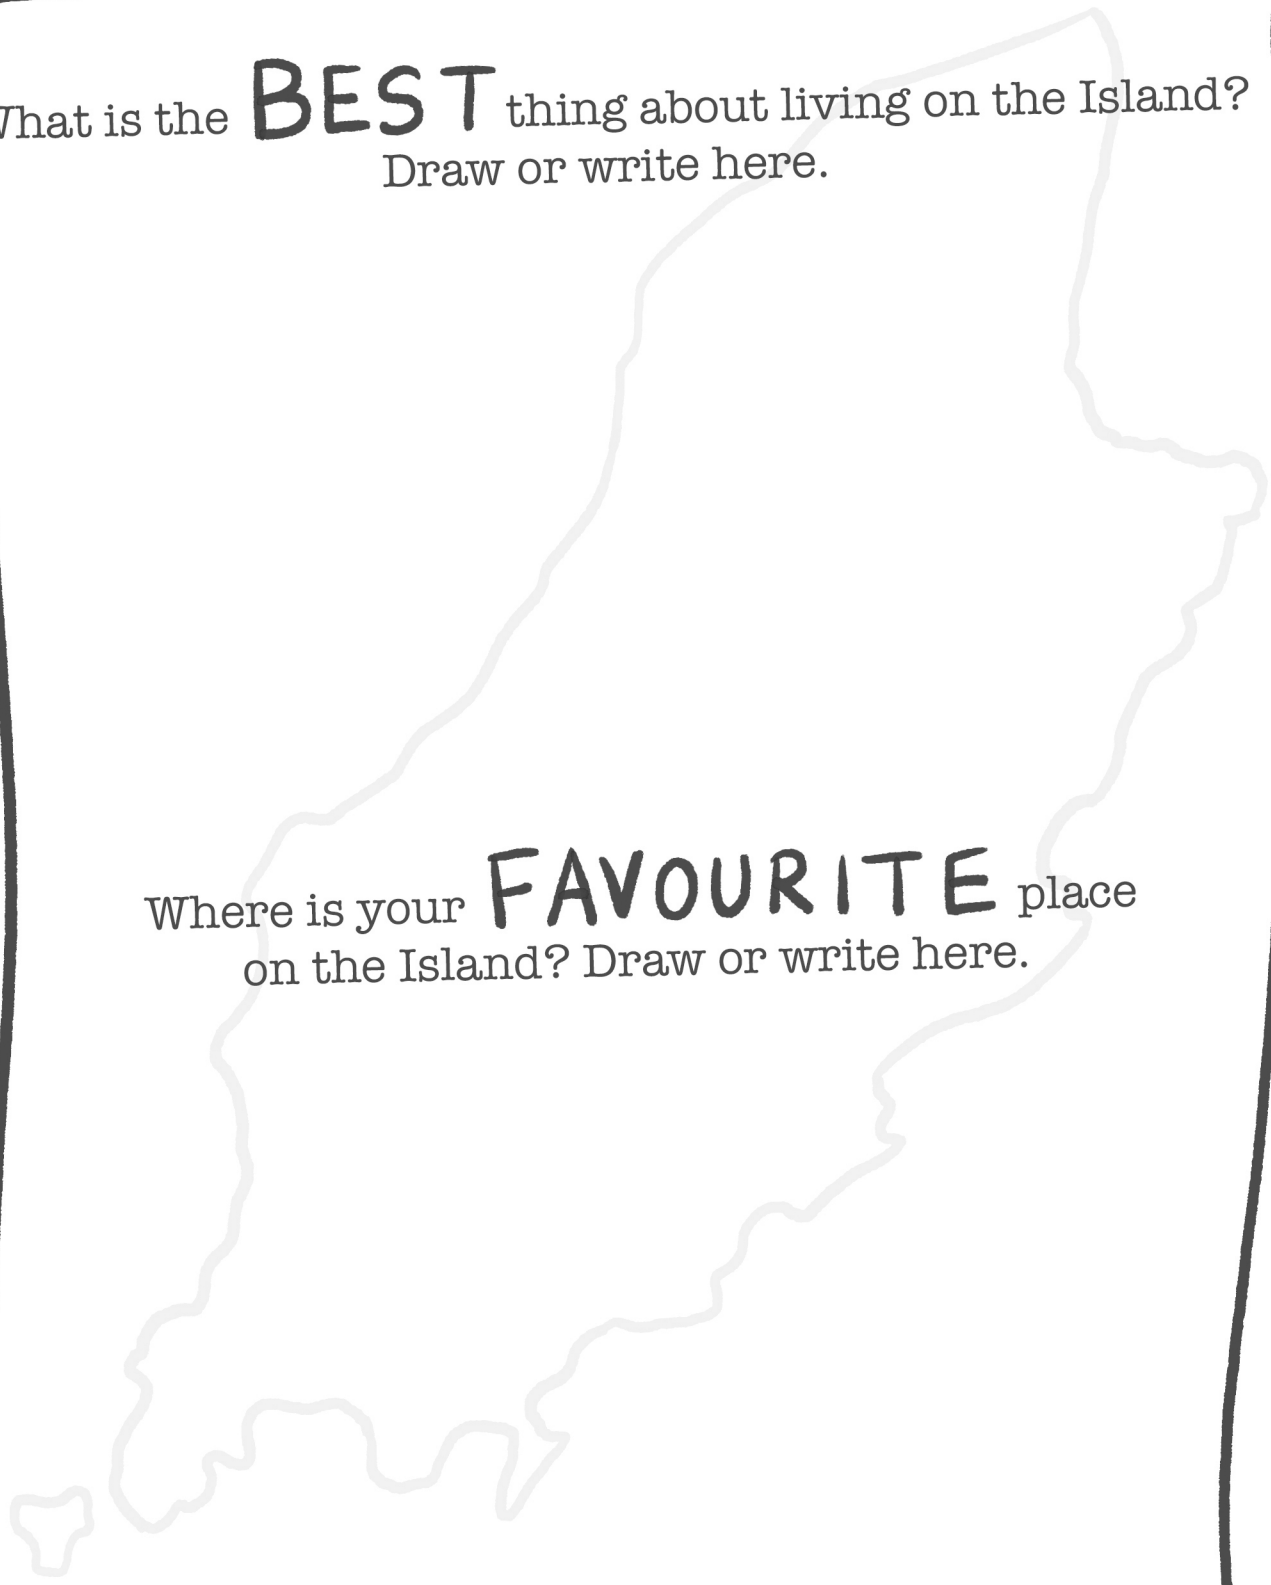 What is the BEST thing about living on the Island?
Draw or write here.
Where is your FAVOURITE place
on the Island? Draw or write here.